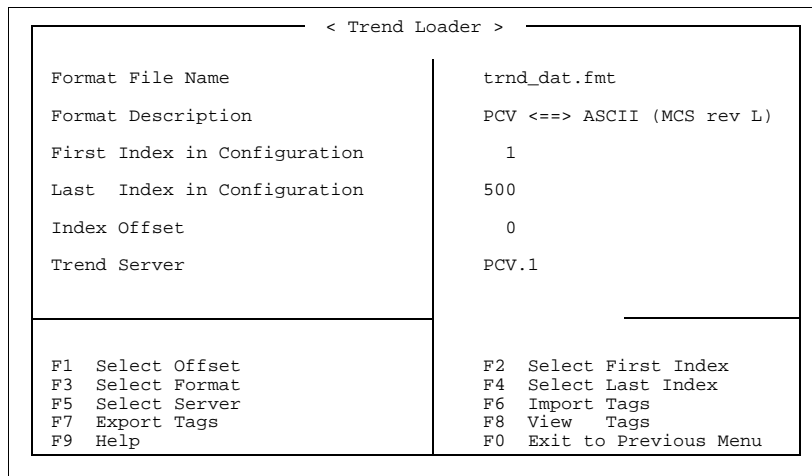 < Trend Loader >
Format File Name trnd_dat.fmt
Format Description PCV <==> ASCII (MCS rev L)
First Index in Configuration 1
Last Index in Configuration 500
Index Offset 0
Trend Server PCV.1
F1 Select Offset F2 Select First Index
F3 Select Format F4 Select Last Index
F5 Select Server F6 Import Tags
F7 Export Tags F8 View Tags
F9 Help F0 Exit to Previous Menu